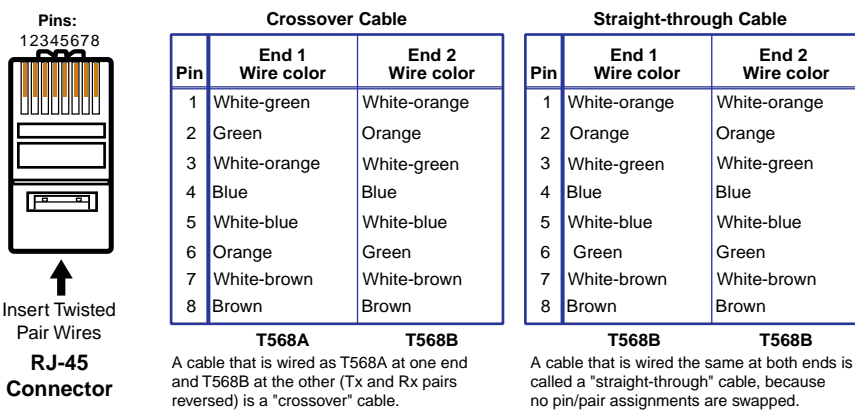 Pins:
12345678
Insert Twisted
Pair Wires
RJ-45
Connector
Crossover Cable
Pin End 1 Wire color End 2 Wire color
1 White-green White-orange
2 Green Orange
3 White-orange White-green
4 Blue Blue
5 White-blue White-blue
6 Orange Green
7 White-brown White-brown
8 Brown Brown
T568A T568B
A cable that is wired as T568A at one end
and T568B at the other (Tx and Rx pairs
reversed) is a "crossover" cable.
Straight-through Cable
Pin End 1 Wire color End 2 Wire color
1 White-orange White-orange
2 Orange Orange
3 White-green White-green
4 Blue Blue
5 White-blue White-blue
6 Green Green
7 White-brown White-brown
8 Brown Brown
T568B T568B
A cable that is wired the same at both ends is
called a "straight-through" cable, because
no pin/pair assignments are swapped.